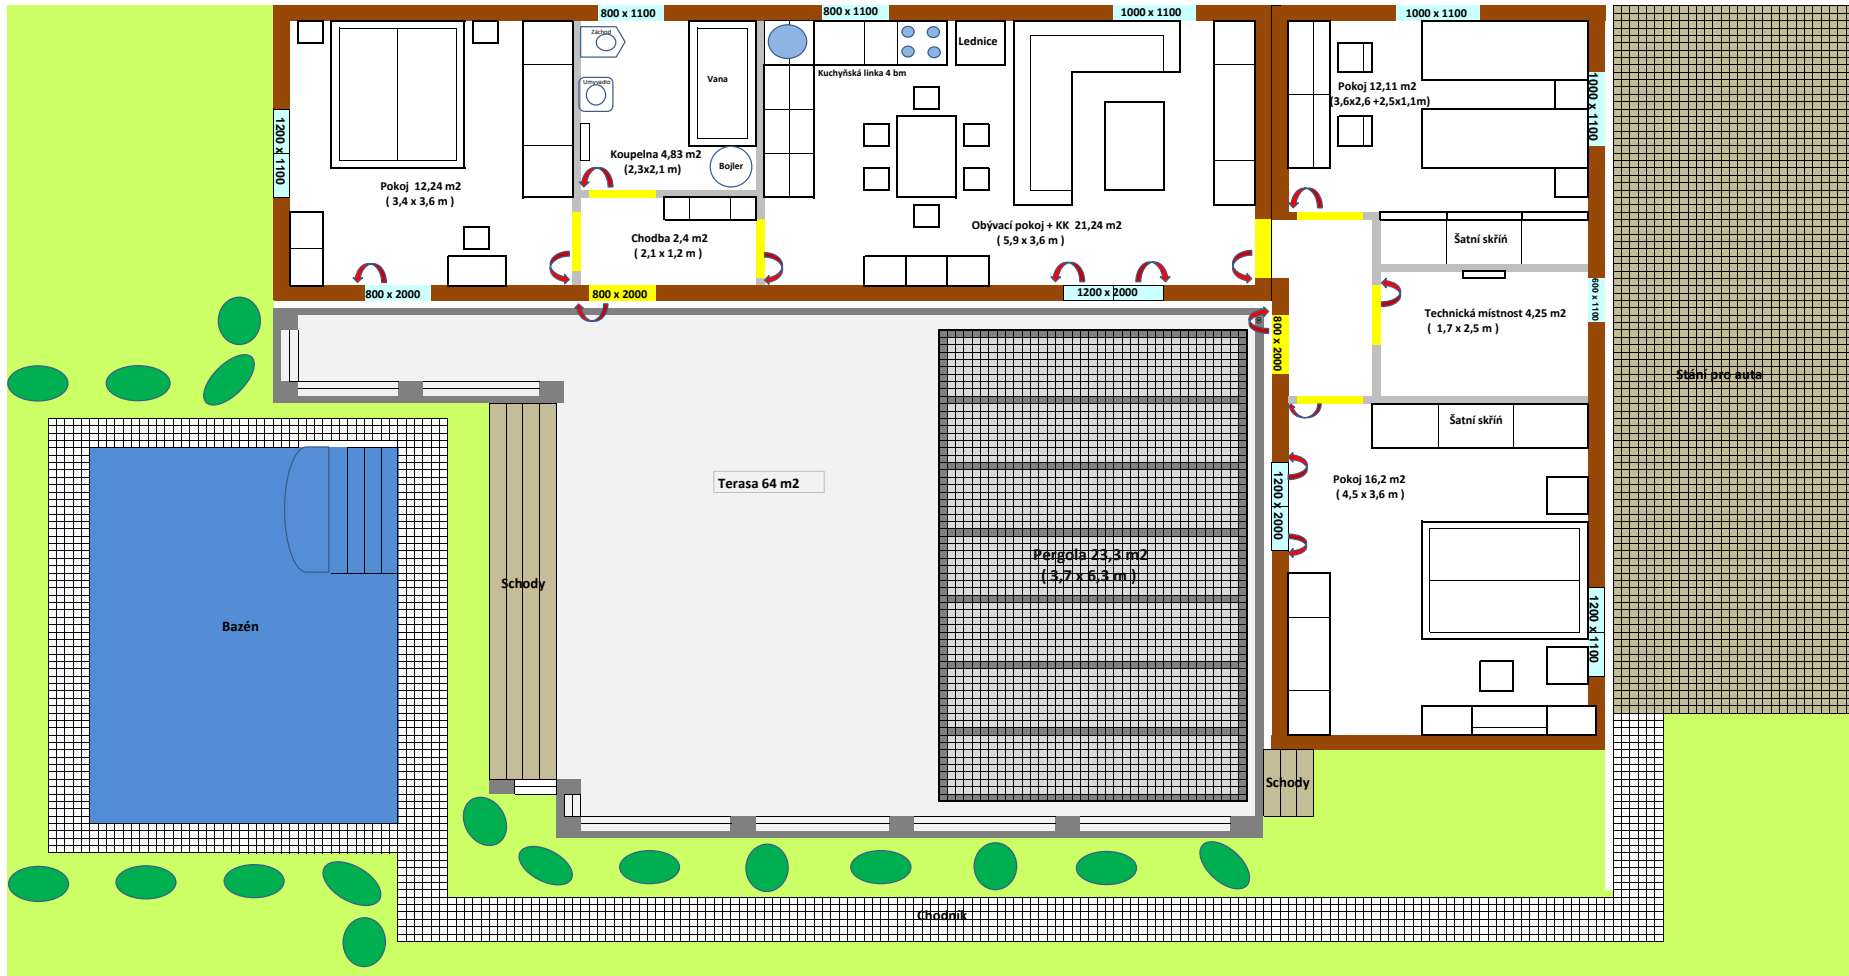 800 x 1100
800 x 1100
1000 x 1100
1000 x 1100
Záchod
Umyvadlo
Vana
Lednice
Kuchyňská linka 4 bm
Pokoj 12,11 m2
(3,6x2,6 +2,5x1,1m)
1000 x 1100
1200 x 1100
Koupelna 4,83 m2
(2,3x2,1 m)
Bojler
Pokoj 12,24 m2
( 3,4 x 3,6 m )
Chodba 2,4 m2
( 2,1 x 1,2 m )
Obývací pokoj + KK 21,24 m2
( 5,9 x 3,6 m )
Šatní skříň
800 x 2000
800 x 2000
1200 x 2000
600 x 1100
800 x 2000
Technická místnost 4,25 m2
( 1,7 x 2,5 m )
Stání pro auta
Šatní skříň
Terasa 64 m2
Pokoj 16,2 m2
( 4,5 x 3,6 m )
1200 x 2000
Pergola 23,3 m2
( 3,7 x 6,3 m )
Schody
Bazén
1200 x 1100
Schody
Chodník